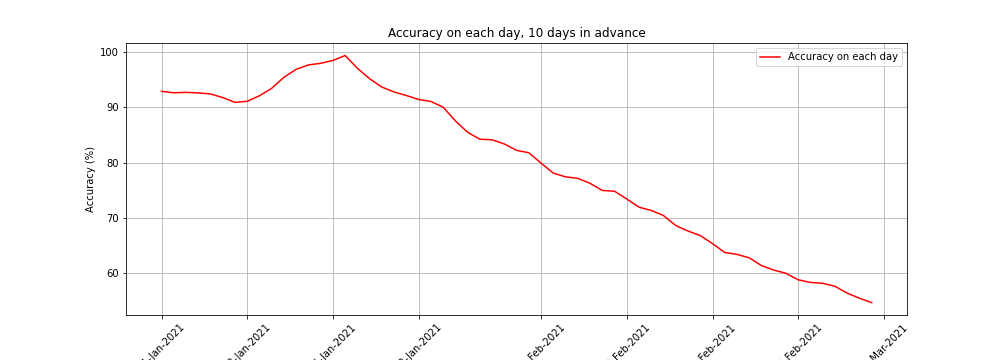 Accuracy on each day, 10 days in advance
Accuracy on each day
Accuracy (%)
100
90
80
70
60
-Jan-2021
-Jan-2021
-Jan-2021
-Jan-2021
Feb-2021
-Feb-2021
-Feb-2021
-Feb-2021
Mar-2021